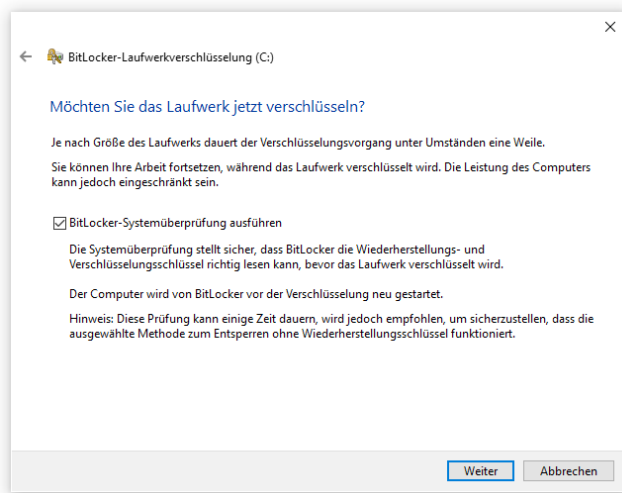 BitLocker-Laufwerkverschlüsselung (C:)
Möchten Sie das Laufwerk jetzt verschlüsseln?
Je nach Größe des Laufwerks dauert der Verschlüsselungsvorgang unter Umständen eine Weile.
Sie können Ihre Arbeit fortsetzen, während das Laufwerk verschlüsselt wird. Die Leistung des Computers
kann jedoch eingeschränkt sein.
BitLocker-Systemüberprüfung ausführen
Die Systemüberprüfung stellt sicher, dass BitLocker die Wiederherstellungs- und
Verschlüsselungsschlüssel richtig lesen kann, bevor das Laufwerk verschlüsselt wird.
Der Computer wird von BitLocker vor der Verschlüsselung neu gestartet.
Hinweis: Diese Prüfung kann einige Zeit dauern, wird jedoch empfohlen, um sicherzustellen, dass die
ausgewählte Methode zum Entsperren ohne Wiederherstellungsschlüssel funktioniert.
Weiter
Abbrechen